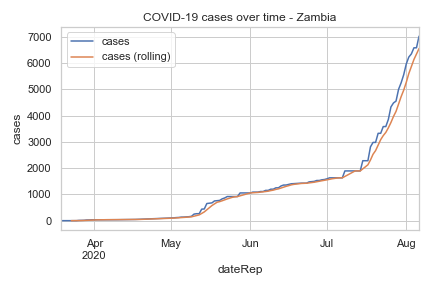 COVID-19 cases over time - Zambia
cases
cases (rolling)
7000
6000
5000
4000
3000
2000
1000
0
cases
Apr
2020
May
Jun
Jul
Aug
dateRep